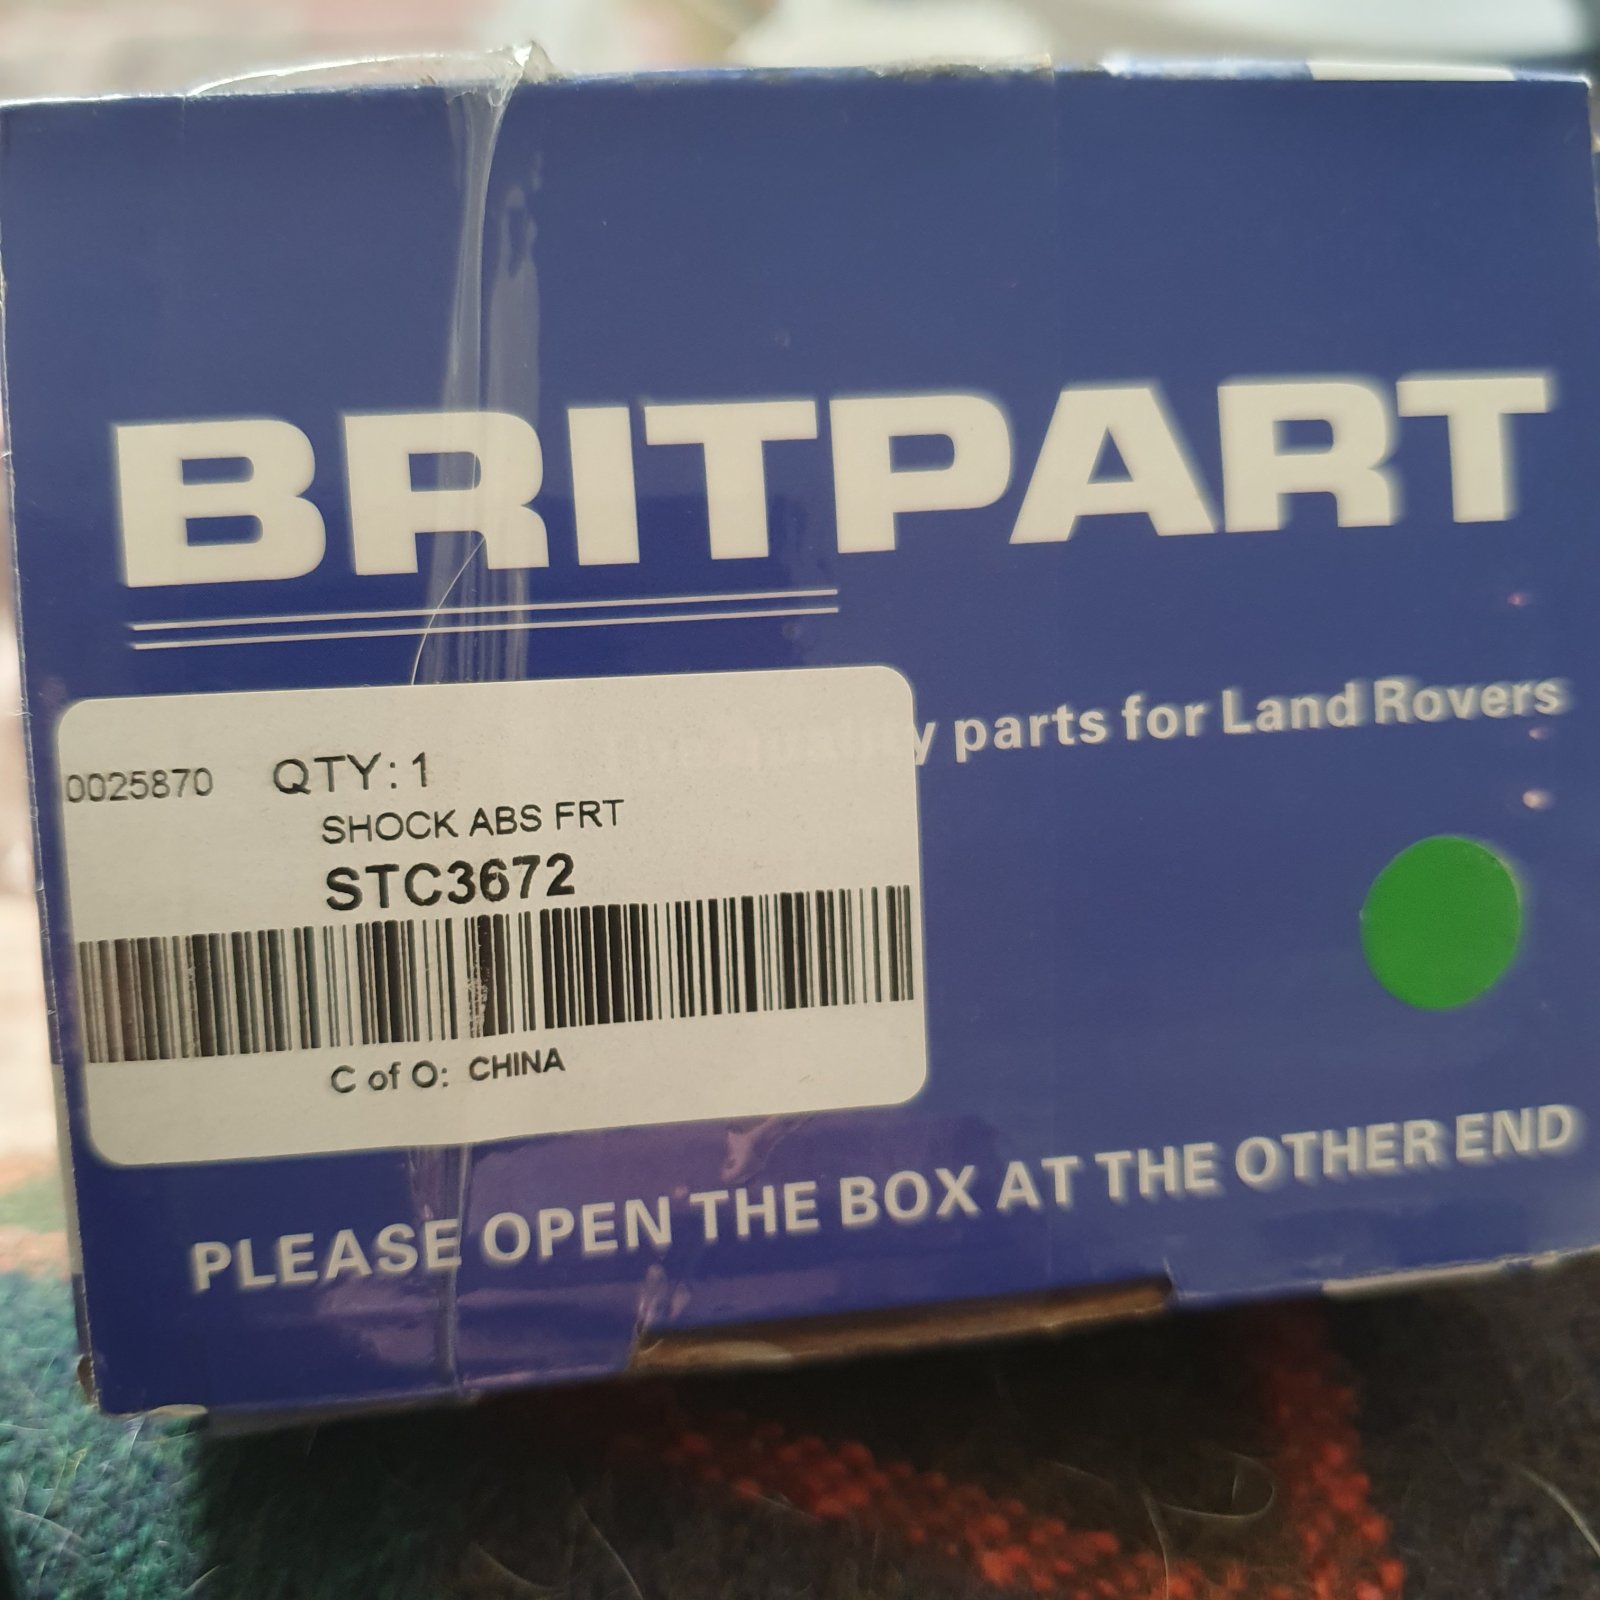 BRITPART
parts for Land Rovers
0025870 QTY: 1
SHOCK ABS FRT
STC3672
C of O: CHINA
PLEASE OPEN THE BOX AT THE OTHER END